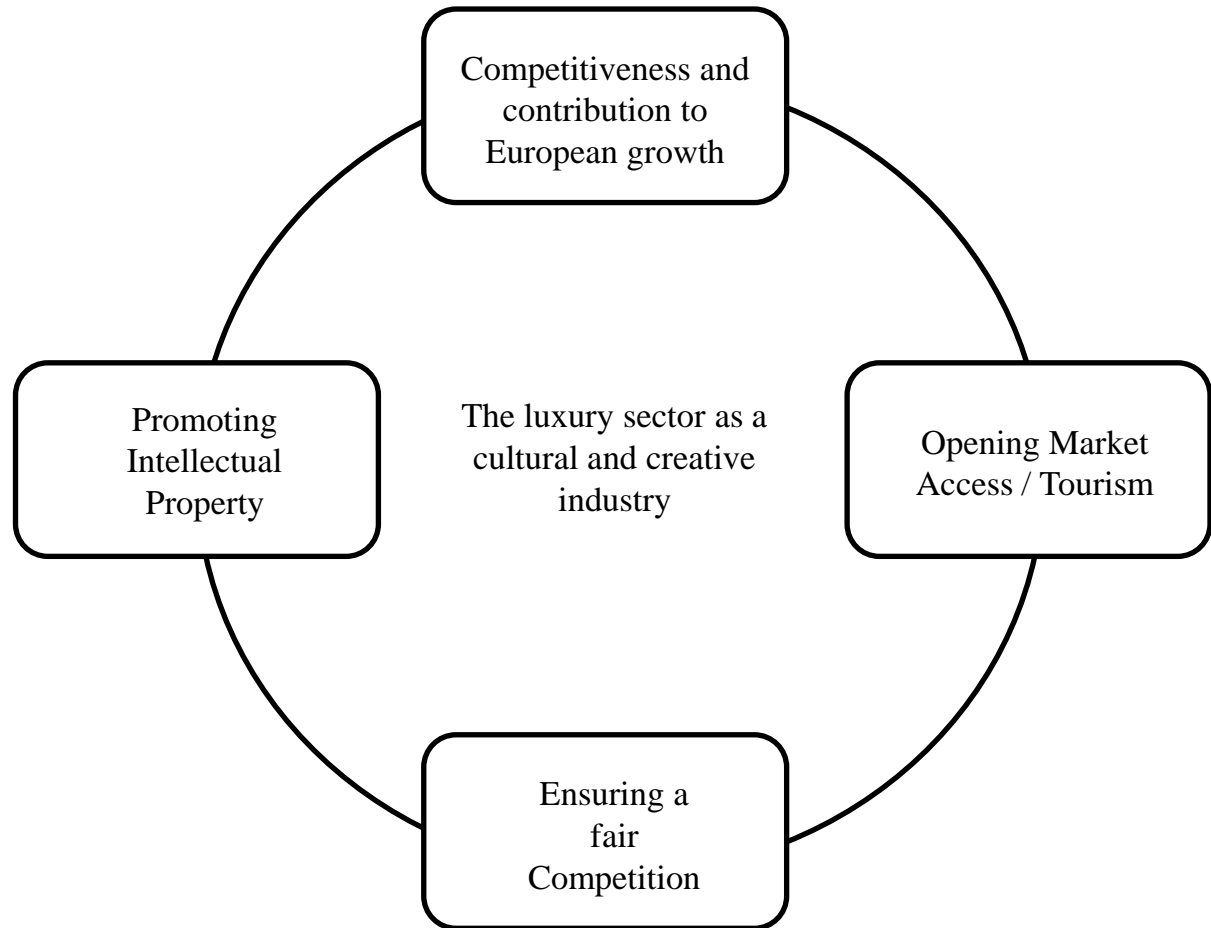 Competitiveness and
contribution to
European growth
Promoting
Intellectual
Property
The luxury sector as a
cultural and creative
industry
Opening Market
Access / Tourism
Ensuring a
fair
Competition